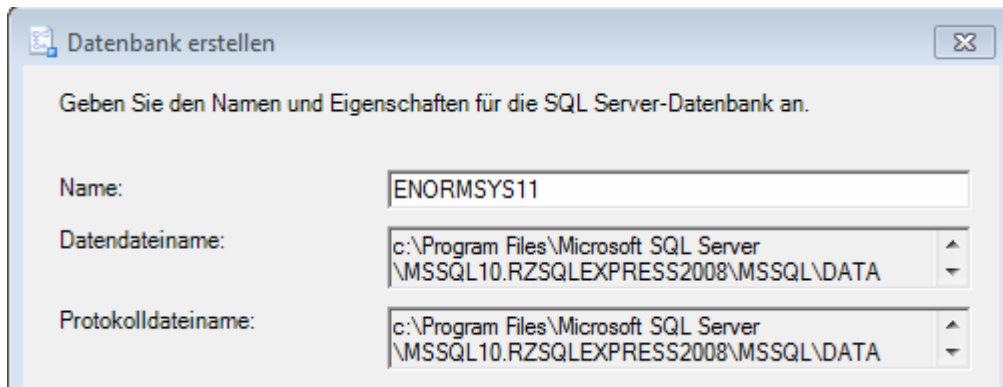 Datenbank erstellen
Geben Sie den Namen und Eigenschaften für die SQL Server-Datenbank an.
Name:
ENORMSYS11
Datendateiname:
c:\Program Files\Microsoft SQL Server
\MSSQL10.RZSQLEXPRESS2008\MSSQL\DATA
Protokolldateiname:
c:\Program Files\Microsoft SQL Server
\MSSQL10.RZSQLEXPRESS2008\MSSQL\DATA